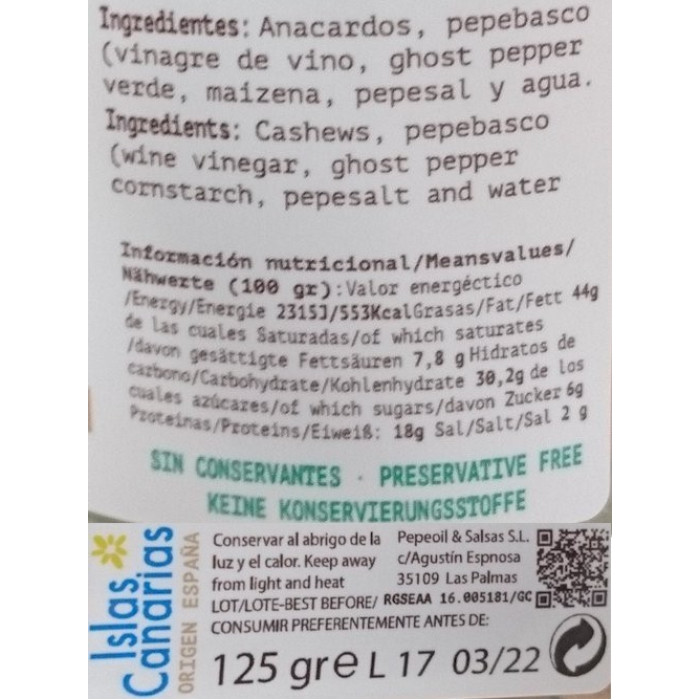 Ingredientes: Anacardos, pepebasco
(vinagre de vino, ghost pepper
verde, maizena, pepesal y agua.
Ingredients: Cashews, pepebasco
(wine vinegar, ghost pepper
cornstarch, pepesalt and water
Información nutricional/Meansvalues/
Nähwerte (100 gr):Valor energéctico
/Energy/Energie 2315J/553KcalGrasas/Fat/Fett 44g
de las cuales Saturadas/of which saturates
/davon gesättigte Fettsäuren 7,8 g Hidratos de
carbono/Carbohydrate/Kohlenhydrate 30,2g de los
cuales azúcares/of which sugars/davon Zucker 6g
Proteinas/Proteins/Eiweiß: 18g Sal/Salt/Sal 2 g
SIN CONSERVANTES · PRESERVATIVE FREE
KEINE KONSERVIERUNGSSTOFFE
Islas
Canarias
ORIGEN ESPAÑA
Conservar al abrigo de la
luz y el calor. Keep away
from light and heat
Pepeoil & Salsas S.L.
c/Agustín Espnosa
35109 Las Palmas
LOT/LOTE-BEST BEFORE/ RGSEAA 16.005181/GC
CONSUMIR PREFERENTEMENTE ANTES DE:
125 gr e L 17 03/22